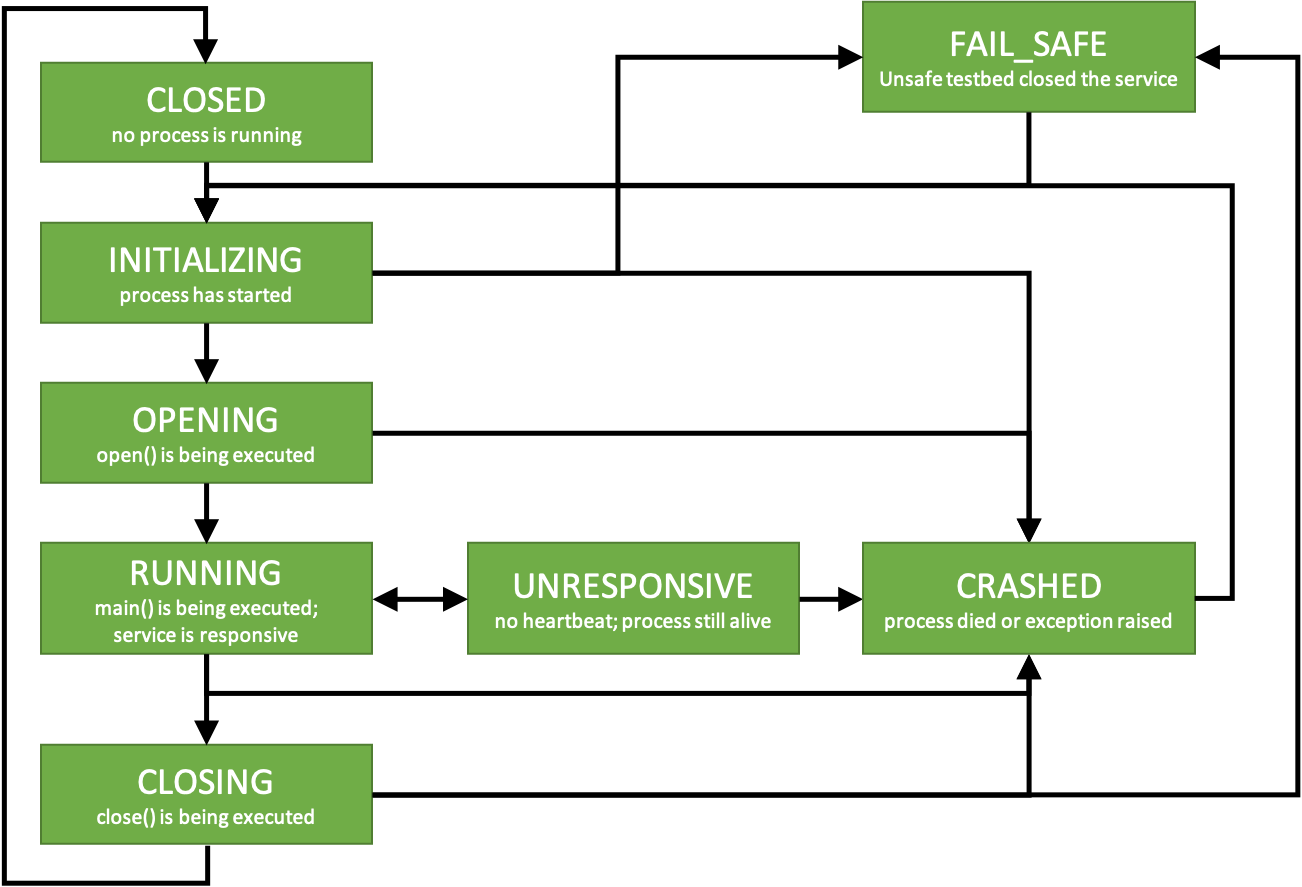 FAIL_SAFE
Unsafe testbed closed the service
CLOSED
no process is running
INITIALIZING
process has started
OPENING
open() is being executed
RUNNING
main() is being executed;
service is responsive
UNRESPONSIVE
no heartbeat; process still alive
CRASHED
process died or exception raised
CLOSING
close() is being executed